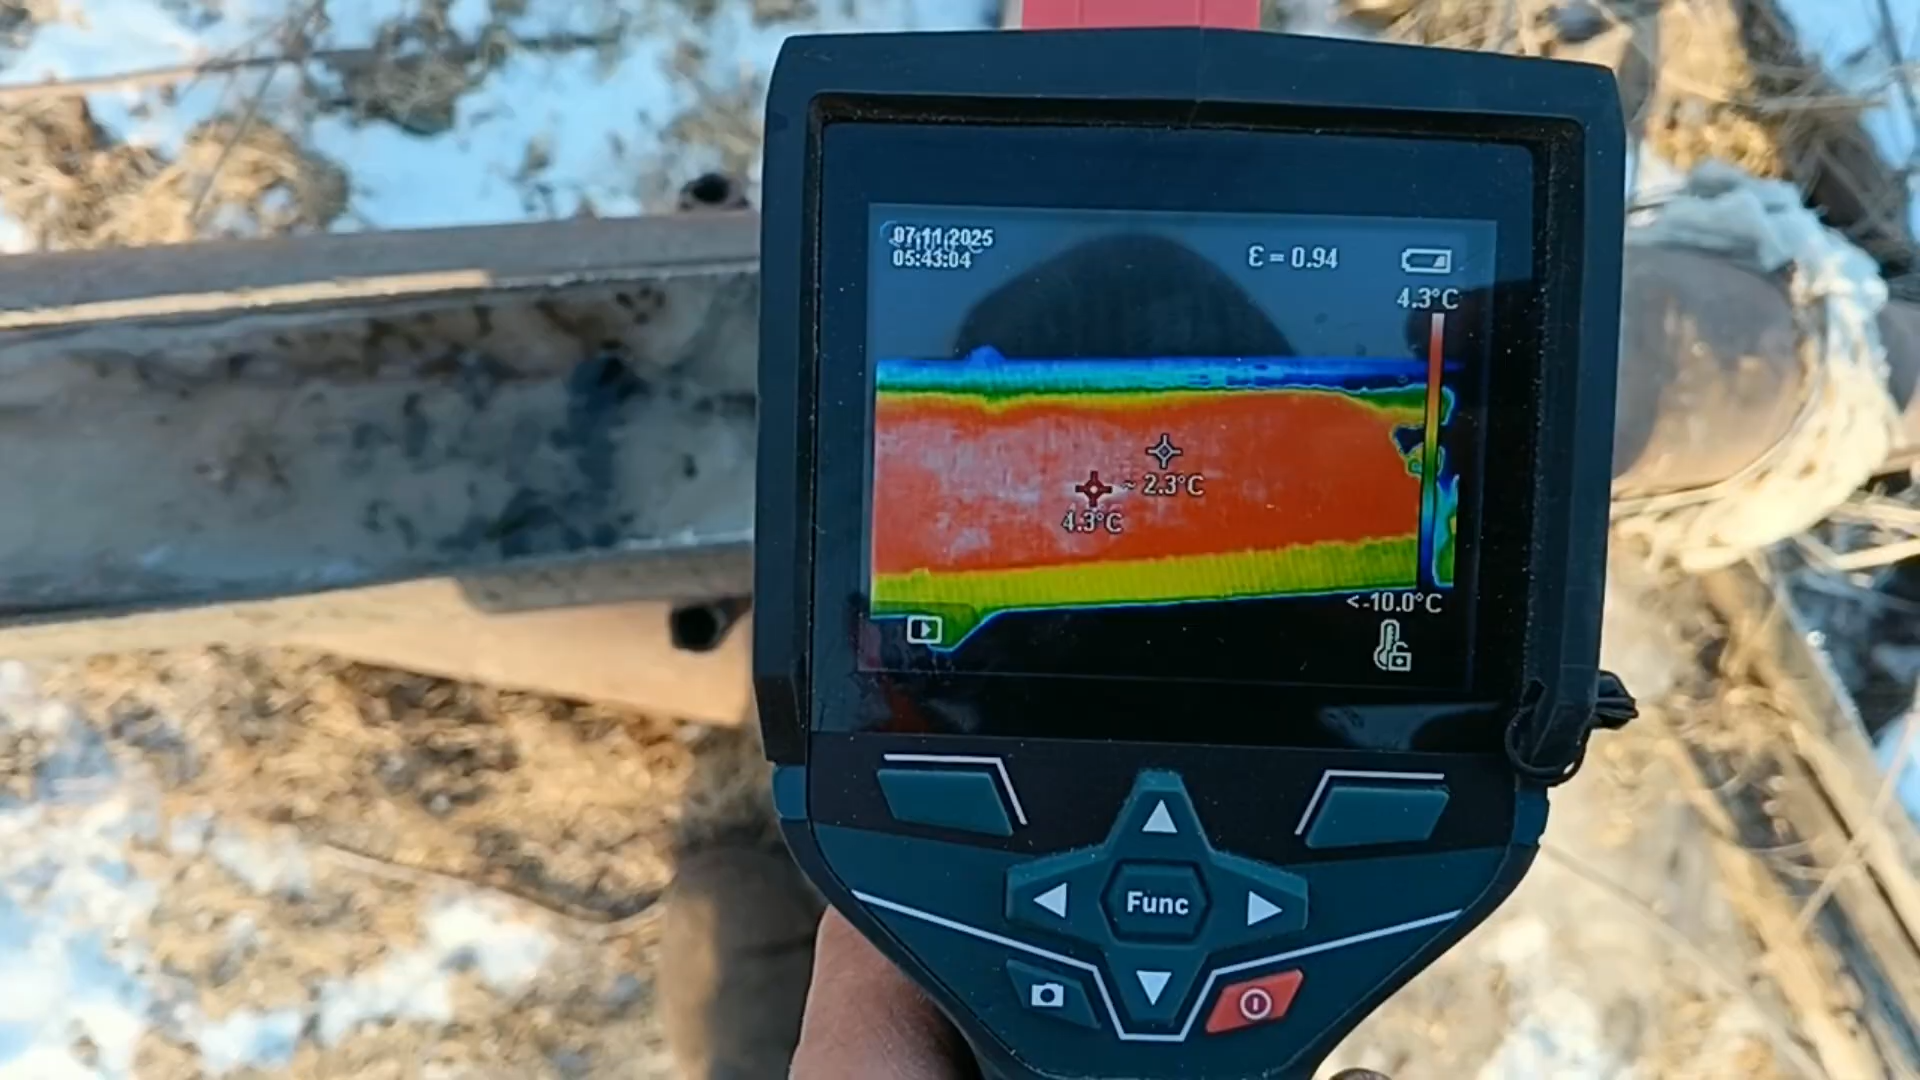 07/11/2025
05:43:04
ε = 0.94
4.3°C
~ 2.3°C
4.3°C
<-10.0°C
Func